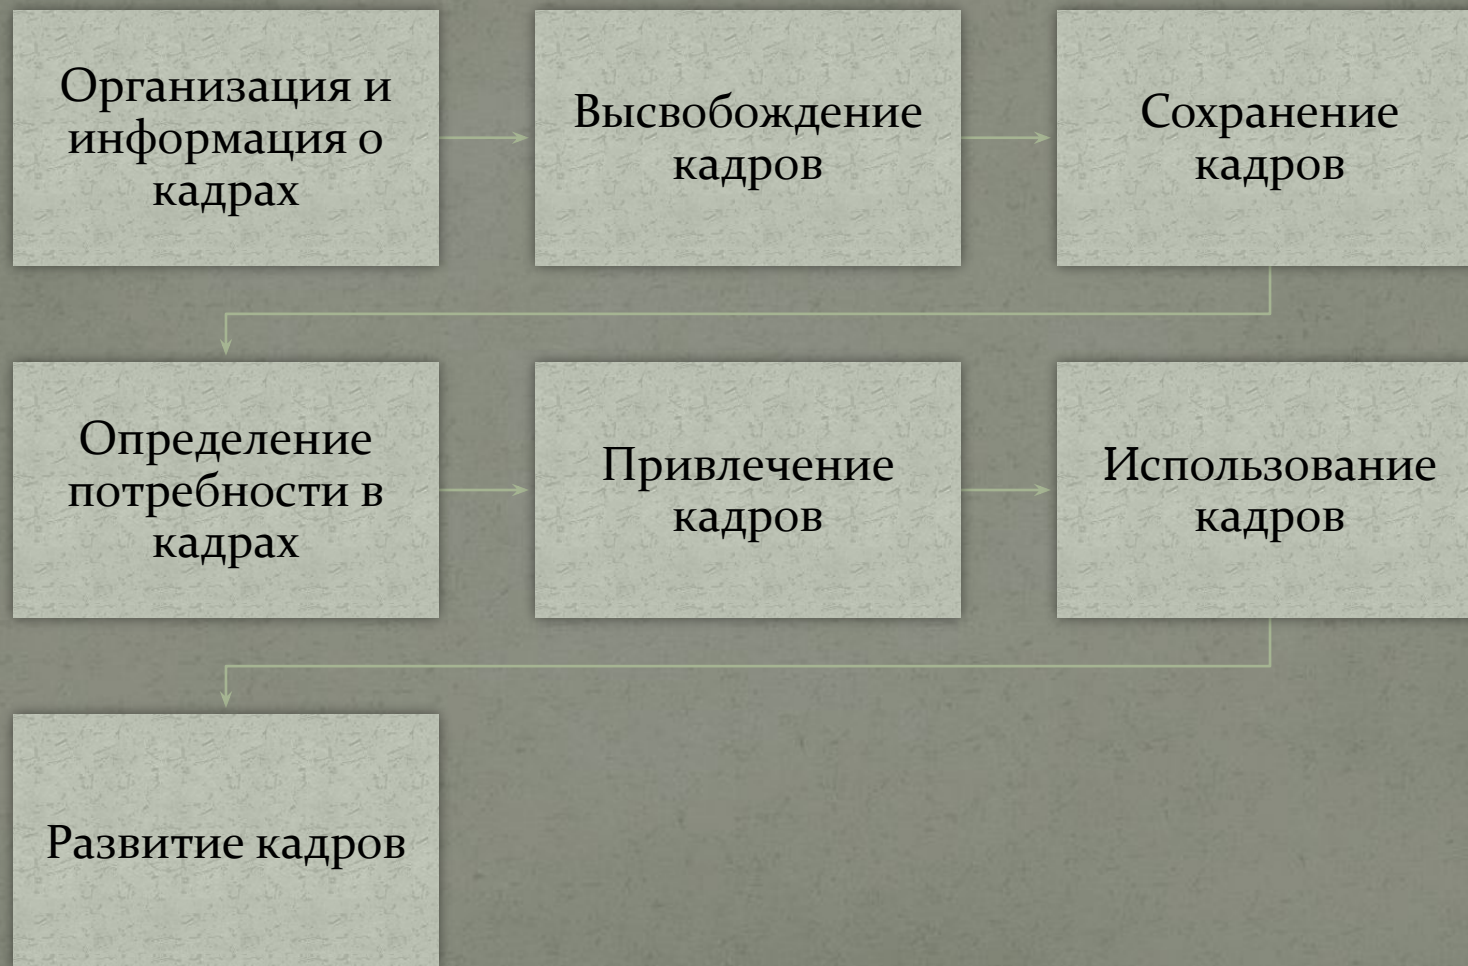 Организация и
информация о
кадрах
Высвобождение
кадров
Сохранение
кадров
Определение
потребности в
кадрах
Привлечение
кадров
Использование
кадров
Развитие кадров